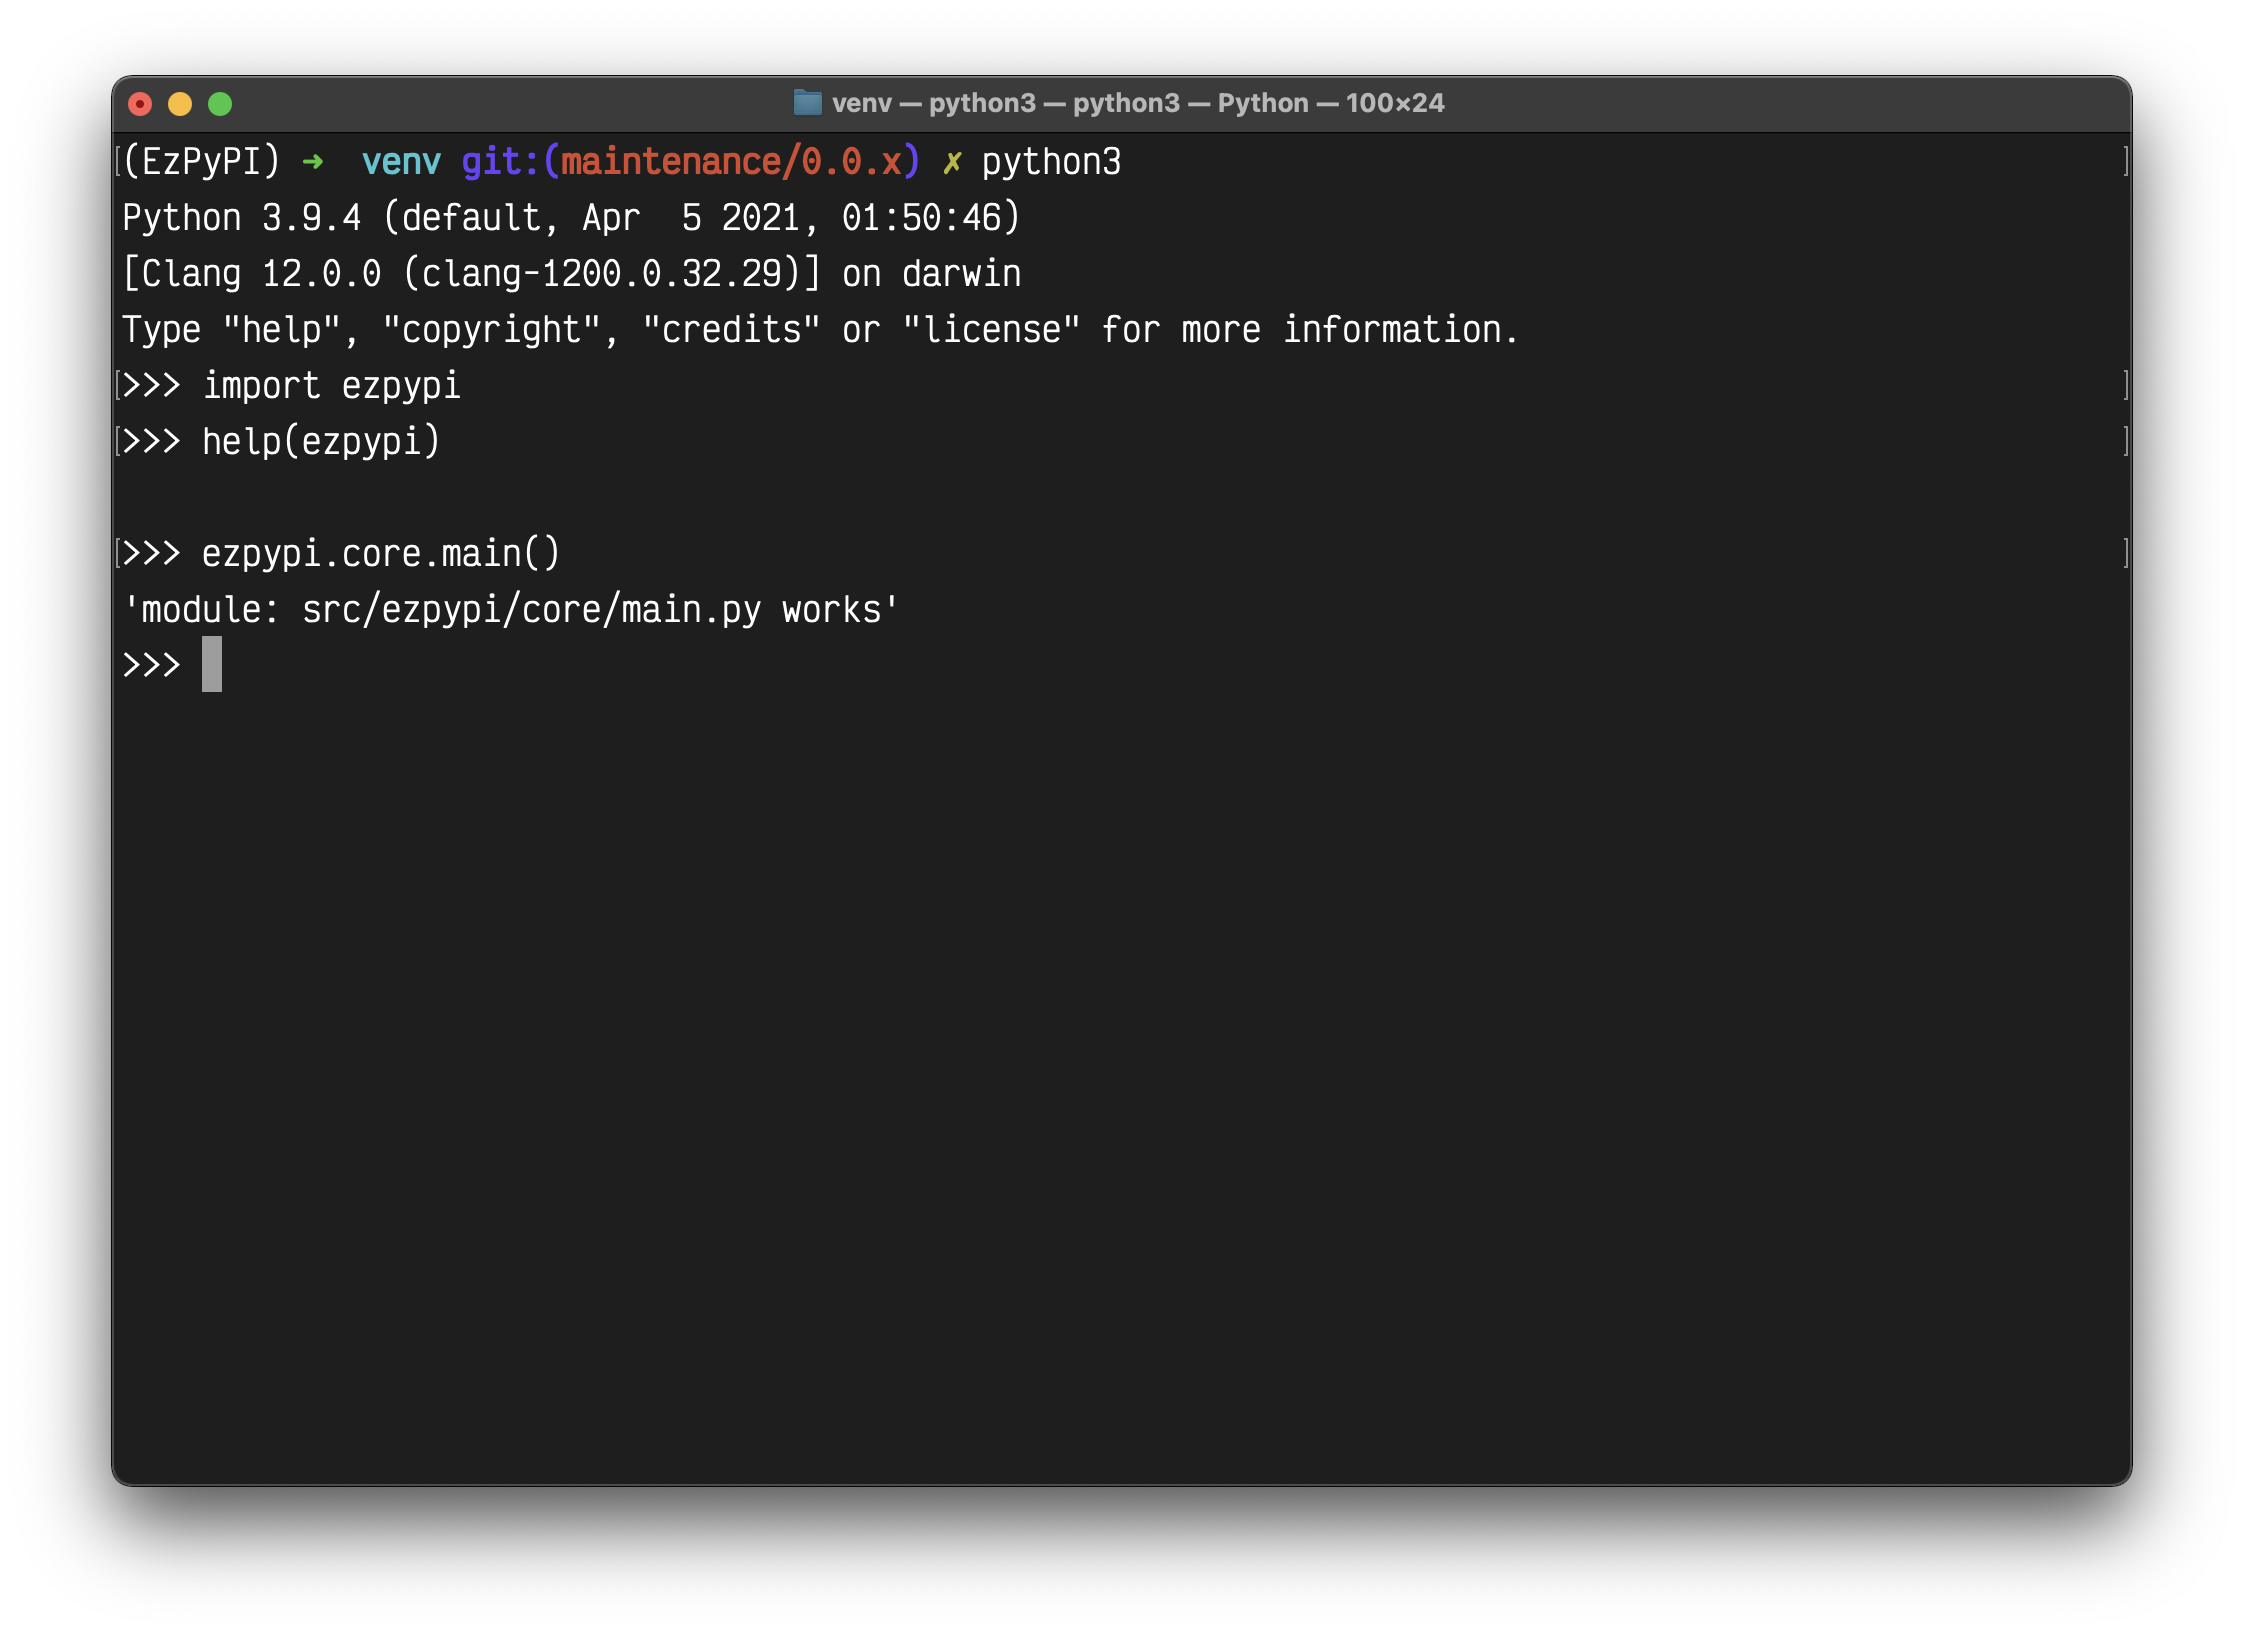 venv — python3 — python3 — Python — 100×24
(EzPyPI) ➜  venv git:(maintenance/0.0.x) ✗ python3
Python 3.9.4 (default, Apr  5 2021, 01:50:46)
[Clang 12.0.0 (clang-1200.0.32.29)] on darwin
Type "help", "copyright", "credits" or "license" for more information.
>>> import ezpypi
>>> help(ezpypi)
>>> ezpypi.core.main()
'module: src/ezpypi/core/main.py works'
>>>